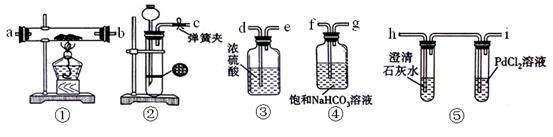 a b c d e f g h i
弹簧夹
浓硫酸
饱和NaHCO₃溶液
澄清石灰水
PdCl₂溶液
① ② ③ ④ ⑤